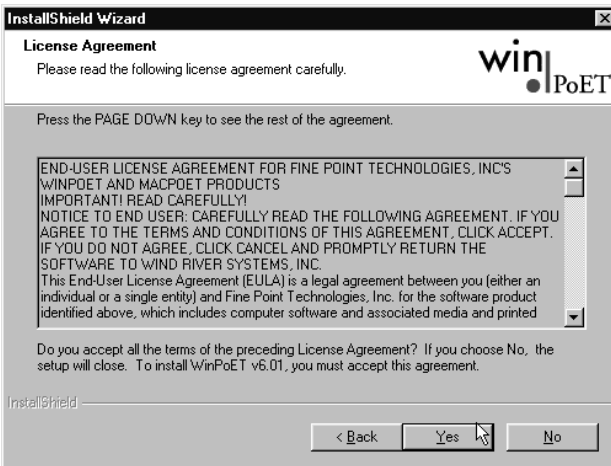 InstallShield Wizard
License Agreement
Please read the following license agreement carefully.
win
PoET
Press the PAGE DOWN key to see the rest of the agreement.
END-USER LICENSE AGREEMENT FOR FINE POINT TECHNOLOGIES, INC'S
WINPOET AND MACPOET PRODUCTS
IMPORTANT! READ CAREFULLY!
NOTICE TO END USER: CAREFULLY READ THE FOLLOWING AGREEMENT. IF YOU
AGREE TO THE TERMS AND CONDITIONS OF THIS AGREEMENT, CLICK ACCEPT.
IF YOU DO NOT AGREE, CLICK CANCEL AND PROMPTLY RETURN THE
SOFTWARE TO WIND RIVER SYSTEMS, INC.
This End-User License Agreement (EULA) is a legal agreement between you (either an
individual or a single entity) and Fine Point Technologies, Inc. for the software product
identified above, which includes computer software and associated media and printed
Do you accept all the terms of the preceding License Agreement? If you choose No, the
setup will close. To install WinPoET v6.01, you must accept this agreement.
InstallShield
< Back Yes No